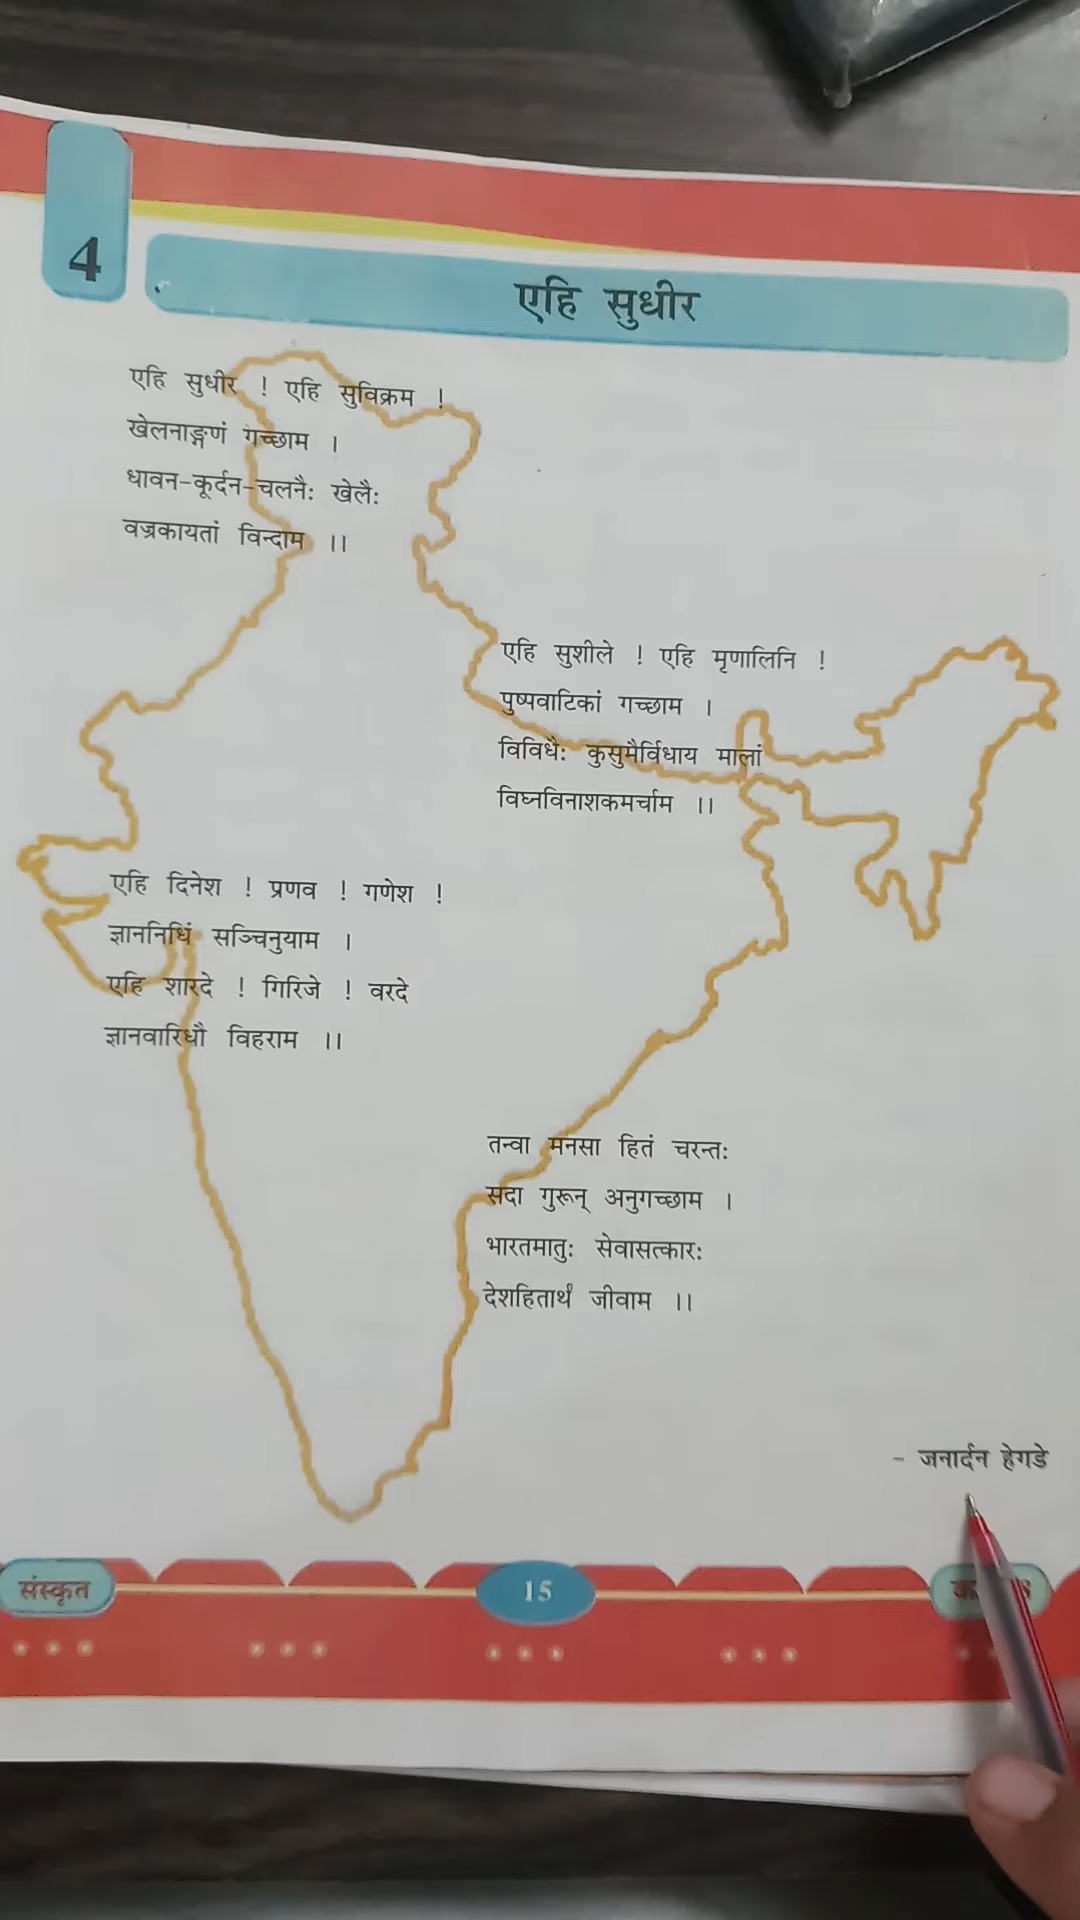 4
एहि सुधीर
एहि सुधीर ! एहि सुविक्रम !
खेलनाङ्गणं गच्छाम ।
धावन-कूर्दन-चलनैः खेलैः
वज्रकायतां विन्दाम ।।
एहि सुशीले ! एहि मृणालिनि !
पुष्पवाटिकां गच्छाम ।
विविधैः कुसुमैर्विधाय मालां
विघ्नविनाशकमर्चाम ।।
एहि दिनेश ! प्रणव ! गणेश !
ज्ञाननिधिं सञ्चिनुयाम ।
एहि शारदे ! गिरिजे ! वरदे
ज्ञानवारिधौ विहराम ।।
तन्वा मनसा हितं चरन्तः
सदा गुरून् अनुगच्छाम ।
भारतमातुः सेवासत्कारः
देशहितार्थं जीवाम ।।
- जनार्दन हेगडे
संस्कृत
15